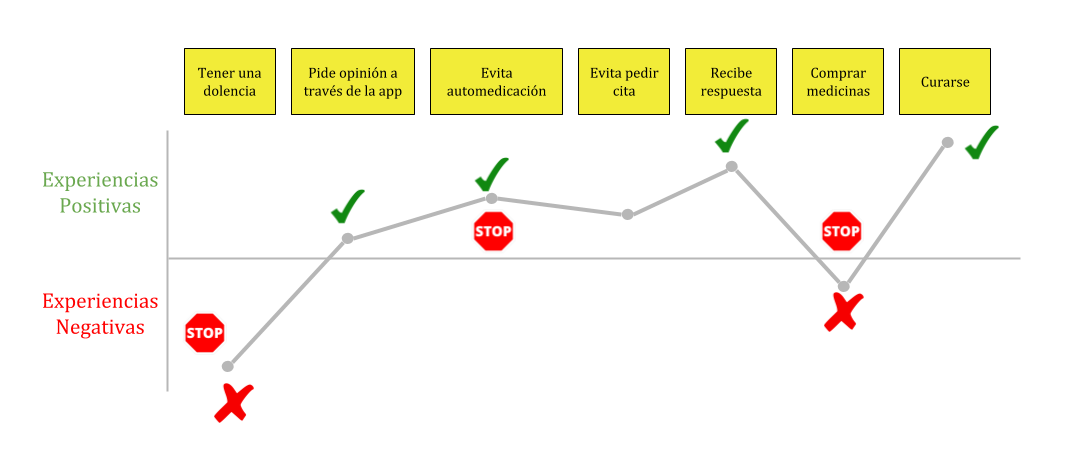 Tener una
dolencia
Pide opinión a
través de la app
Evita
automedicación
Evita pedir
cita
Recibe
respuesta
Comprar
medicinas
Curarse
Experiencias
Positivas
STOP
STOP
Experiencias
Negativas
STOP